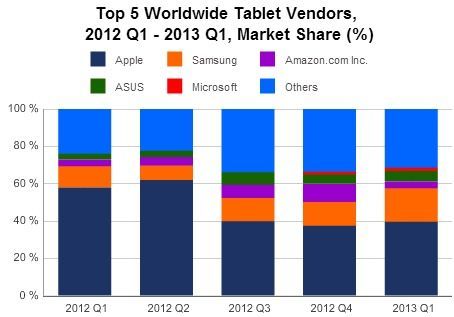 Top 5 Worldwide Tablet Vendors,
2012 Q1 - 2013 Q1, Market Share (%)
Apple Samsung Amazon.com Inc.
ASUS Microsoft Others
100 %
80 %
60 %
40 %
20 %
0 %
2012 Q1 2012 Q2 2012 Q3 2012 Q4 2013 Q1